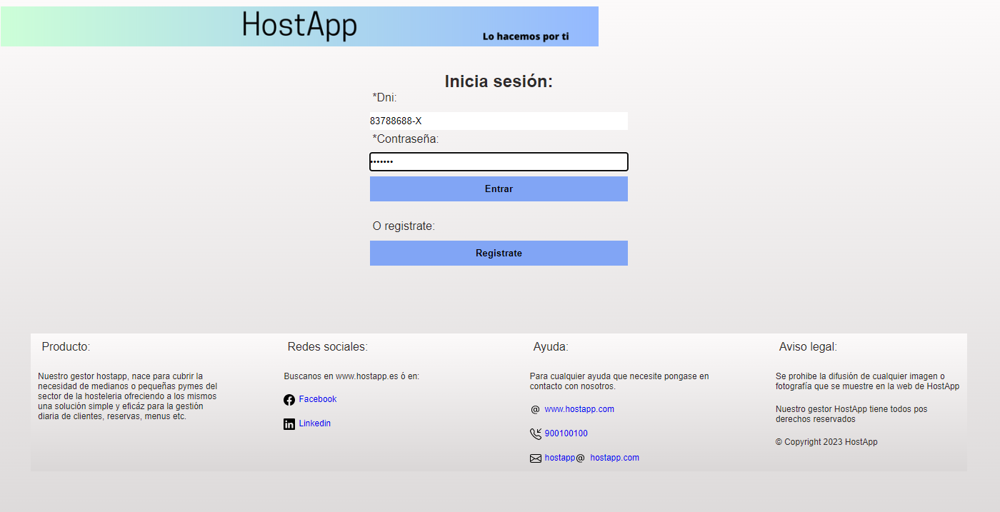 HostApp
Lo hacemos por ti
Inicia sesión:
*Dni:
83788688-X
*Contraseña:
•••••••
Entrar
O registrate:
Registrate
Producto:
Nuestro gestor hostapp, nace para cubrir la
necesidad de medianos o pequeñas pymes del
sector de la hosteleria ofreciendo a los mismos
una solución simple y eficáz para la gestión
diaria de clientes, reservas, menus etc.
Redes sociales:
Buscanos en www.hostapp.es ó en:
Facebook
Linkedin
Ayuda:
Para cualquier ayuda que necesite pongase en
contacto con nosotros.
@ www.hostapp.com
900100100
hostapp@ hostapp.com
Aviso legal:
Se prohibe la difusión de cualquier imagen o
fotografía que se muestre en la web de HostApp
Nuestro gestor HostApp tiene todos pos
derechos reservados
© Copyright 2023 HostApp